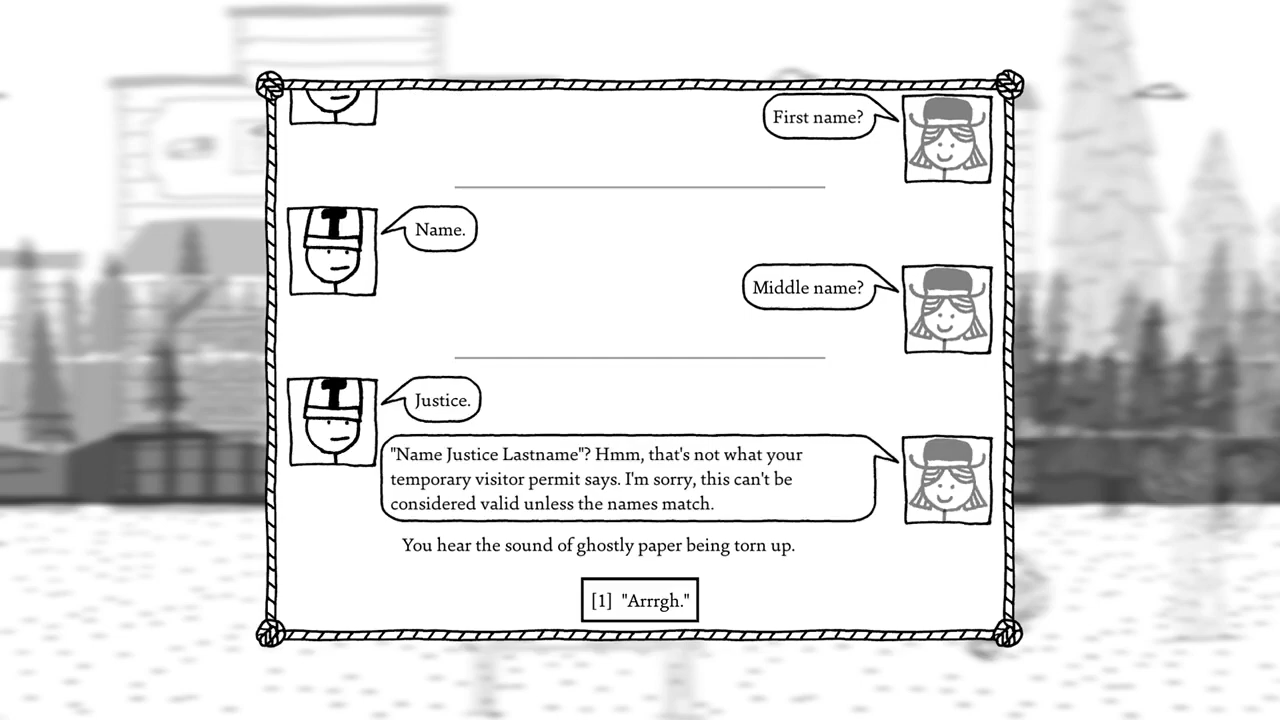 First name?
Name.
Middle name?
Justice.
"Name Justice Lastname"? Hmm, that's not what your
temporary visitor permit says. I'm sorry, this can't be
considered valid unless the names match.
You hear the sound of ghostly paper being torn up.
[1] "Arrrgh."